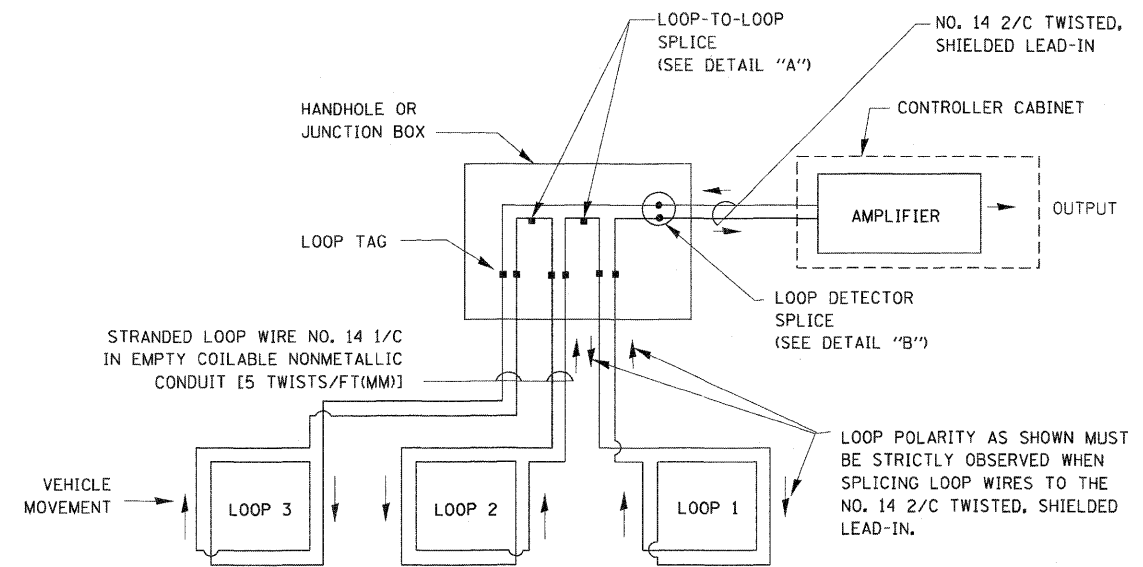 LOOP-TO-LOOP
SPLICE
(SEE DETAIL "A")
NO. 14 2/C TWISTED,
SHIELDED LEAD-IN
HANDHOLE OR
JUNCTION BOX
CONTROLLER CABINET
AMPLIFIER
OUTPUT
LOOP TAG
LOOP DETECTOR
SPLICE
(SEE DETAIL "B")
STRANDED LOOP WIRE NO. 14 1/C
IN EMPTY COILABLE NONMETALLIC
CONDUIT [5 TWISTS/FT(MM)]
LOOP POLARITY AS SHOWN MUST
BE STRICTLY OBSERVED WHEN
SPLICING LOOP WIRES TO THE
NO. 14 2/C TWISTED, SHIELDED
LEAD-IN.
VEHICLE
MOVEMENT
LOOP 3
LOOP 2
LOOP 1